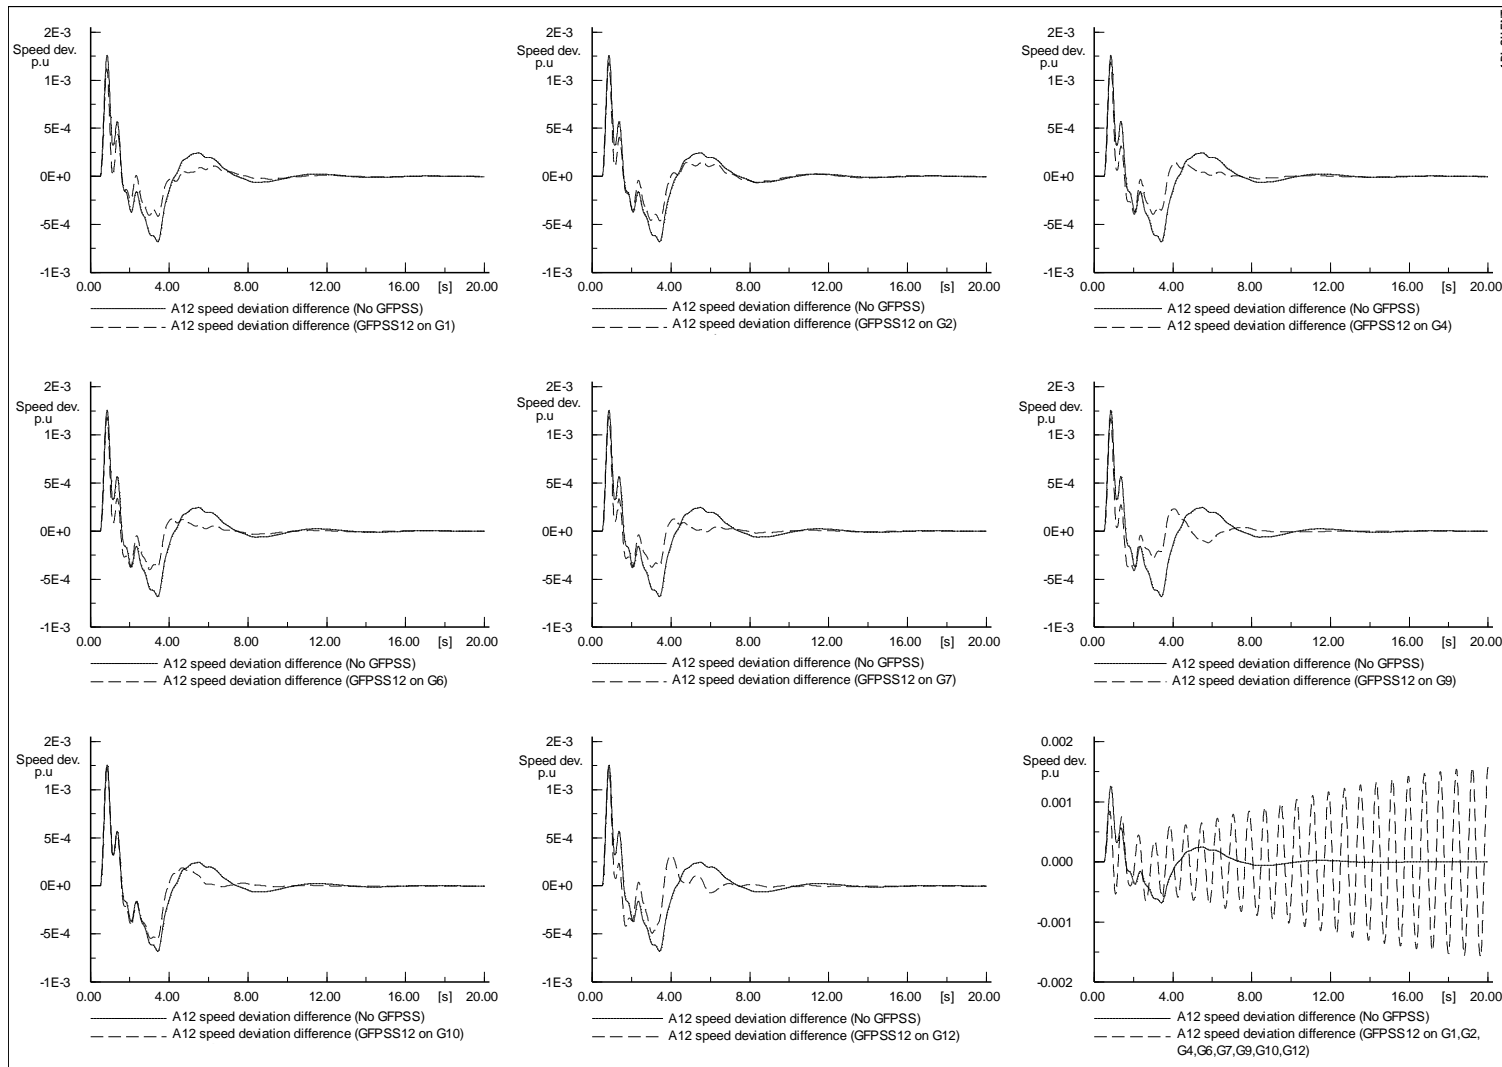 2E-3
Speed dev.
p.u
1E-3
5E-4
0E+0
-5E-4
-1E-3
0.00 4.00 8.00 12.00 16.00 [s] 20.00
A12 speed deviation difference (No GFPSS)
A12 speed deviation difference (GFPSS12 on G1)
2E-3
Speed dev.
p.u
1E-3
5E-4
0E+0
-5E-4
-1E-3
0.00 4.00 8.00 12.00 16.00 [s] 20.00
A12 speed deviation difference (No GFPSS)
A12 speed deviation difference (GFPSS12 on G2)
2E-3
Speed dev.
p.u
1E-3
5E-4
0E+0
-5E-4
-1E-3
0.00 4.00 8.00 12.00 16.00 [s] 20.00
A12 speed deviation difference (No GFPSS)
A12 speed deviation difference (GFPSS12 on G4)
2E-3
Speed dev.
p.u
1E-3
5E-4
0E+0
-5E-4
-1E-3
0.00 4.00 8.00 12.00 16.00 [s] 20.00
A12 speed deviation difference (No GFPSS)
A12 speed deviation difference (GFPSS12 on G6)
2E-3
Speed dev.
p.u
1E-3
5E-4
0E+0
-5E-4
-1E-3
0.00 4.00 8.00 12.00 16.00 [s] 20.00
A12 speed deviation difference (No GFPSS)
A12 speed deviation difference (GFPSS12 on G7)
2E-3
Speed dev.
p.u
1E-3
5E-4
0E+0
-5E-4
-1E-3
0.00 4.00 8.00 12.00 16.00 [s] 20.00
A12 speed deviation difference (No GFPSS)
A12 speed deviation difference (GFPSS12 on G9)
2E-3
Speed dev.
p.u
1E-3
5E-4
0E+0
-5E-4
-1E-3
0.00 4.00 8.00 12.00 16.00 [s] 20.00
A12 speed deviation difference (No GFPSS)
A12 speed deviation difference (GFPSS12 on G10)
2E-3
Speed dev.
p.u
1E-3
5E-4
0E+0
-5E-4
-1E-3
0.00 4.00 8.00 12.00 16.00 [s] 20.00
A12 speed deviation difference (No GFPSS)
A12 speed deviation difference (GFPSS12 on G12)
0.002
Speed dev.
p.u
0.001
0.000
-0.001
-0.002
0.00 4.00 8.00 12.00 16.00 [s] 20.00
A12 speed deviation difference (No GFPSS)
A12 speed deviation difference (GFPSS12 on G1,G2,
G4,G6,G7,G9,G10,G12)